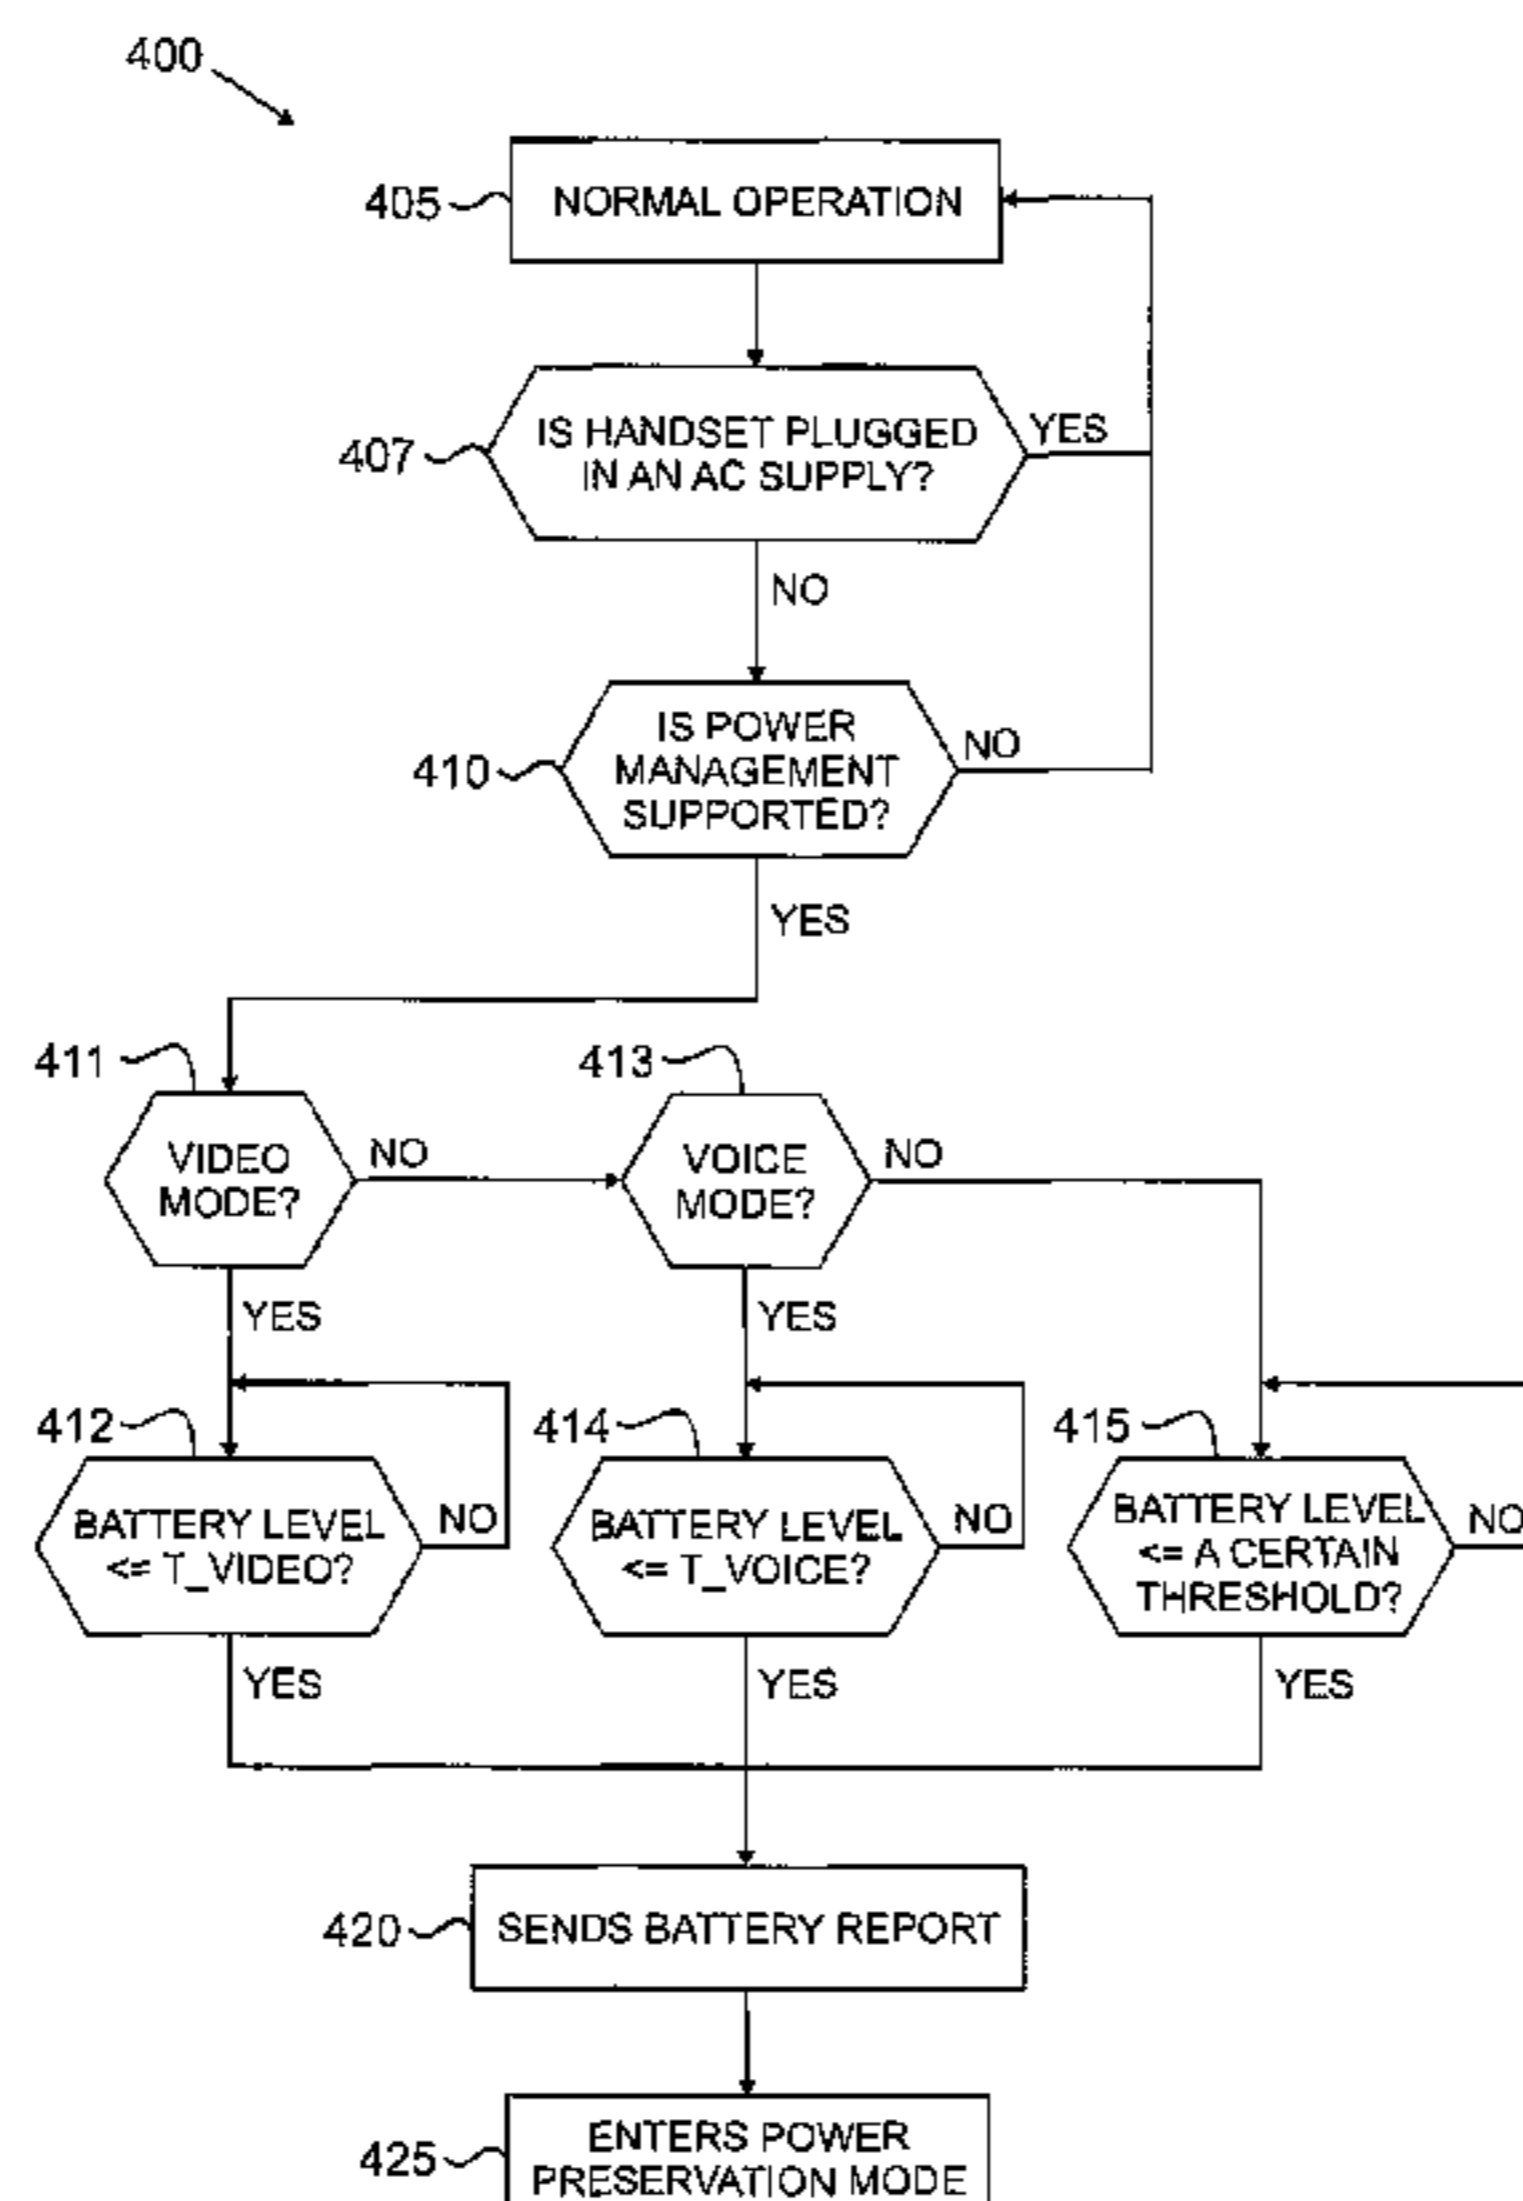 400
405
NORMAL OPERATION
407
IS HANDSET PLUGGED
IN AN AC SUPPLY?
YES
NO
410
IS POWER
MANAGEMENT
SUPPORTED?
NO
YES
411
VIDEO
MODE?
NO
YES
413
VOICE
MODE?
NO
YES
412
BATTERY LEVEL
<= T_VIDEO?
NO
YES
414
BATTERY LEVEL
<= T_VOICE?
NO
YES
415
BATTERY LEVEL
<= A CERTAIN
THRESHOLD?
NO
YES
420
SENDS BATTERY REPORT
425
ENTERS POWER
PRESERVATION MODE